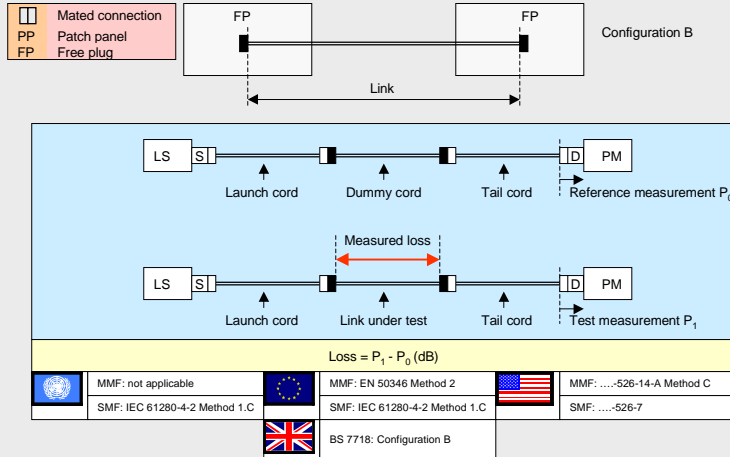 Mated connection
PP Patch panel
FP Free plug
FP FP
Configuration B
Link
LS S D PM
Launch cord Dummy cord Tail cord Reference measurement P0
Measured loss
LS S D PM
Launch cord Link under test Tail cord Test measurement P1
Loss = P1 - P0 (dB)
MMF: not applicable
SMF: IEC 61280-4-2 Method 1.C
MMF: EN 50346 Method 2
SMF: IEC 61280-4-2 Method 1.C
MMF: ....-526-14-A Method C
SMF: ....-526-7
BS 7718: Configuration B